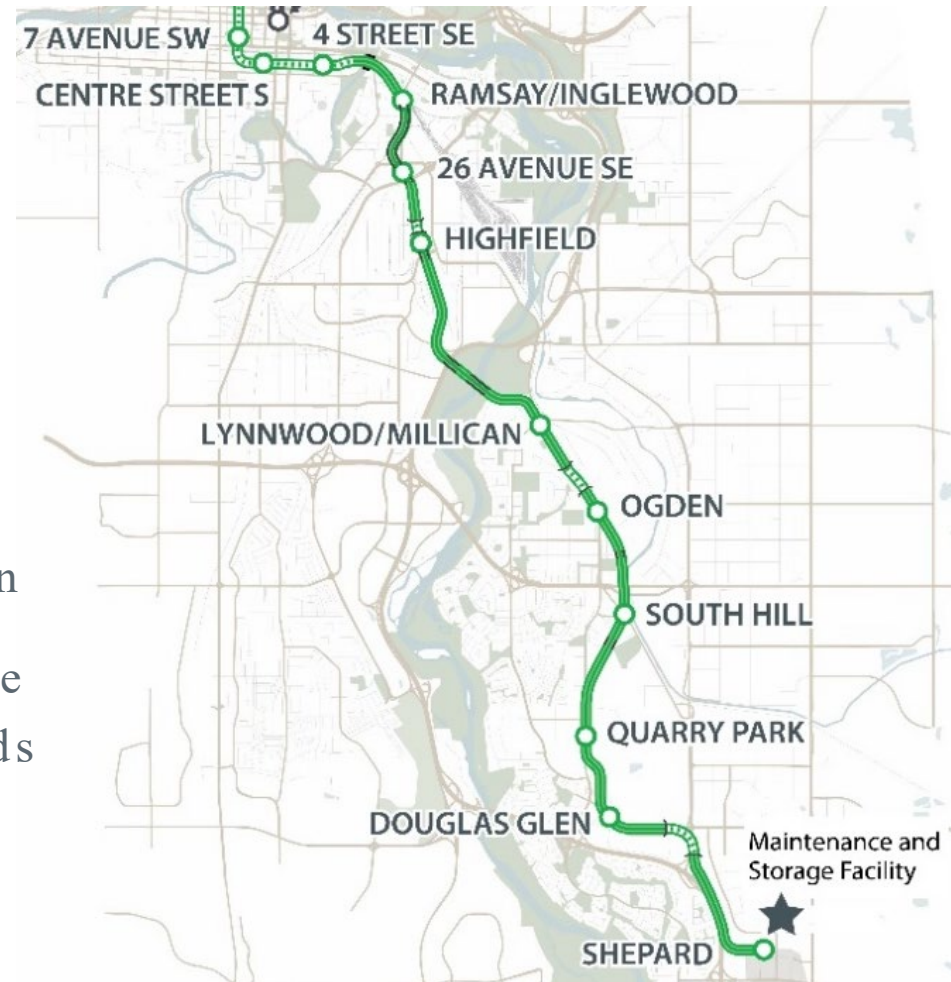 7 AVENUE SW
4 STREET SE
CENTRE STREET S
RAMSAY/INGLEWOOD
26 AVENUE SE
HIGHFIELD
LYNNWOOD/MILLICAN
OGDEN
n
SOUTH HILL
e
QUARRY PARK
ds
DOUGLAS GLEN
Maintenance and
Storage Facility
SHEPARD